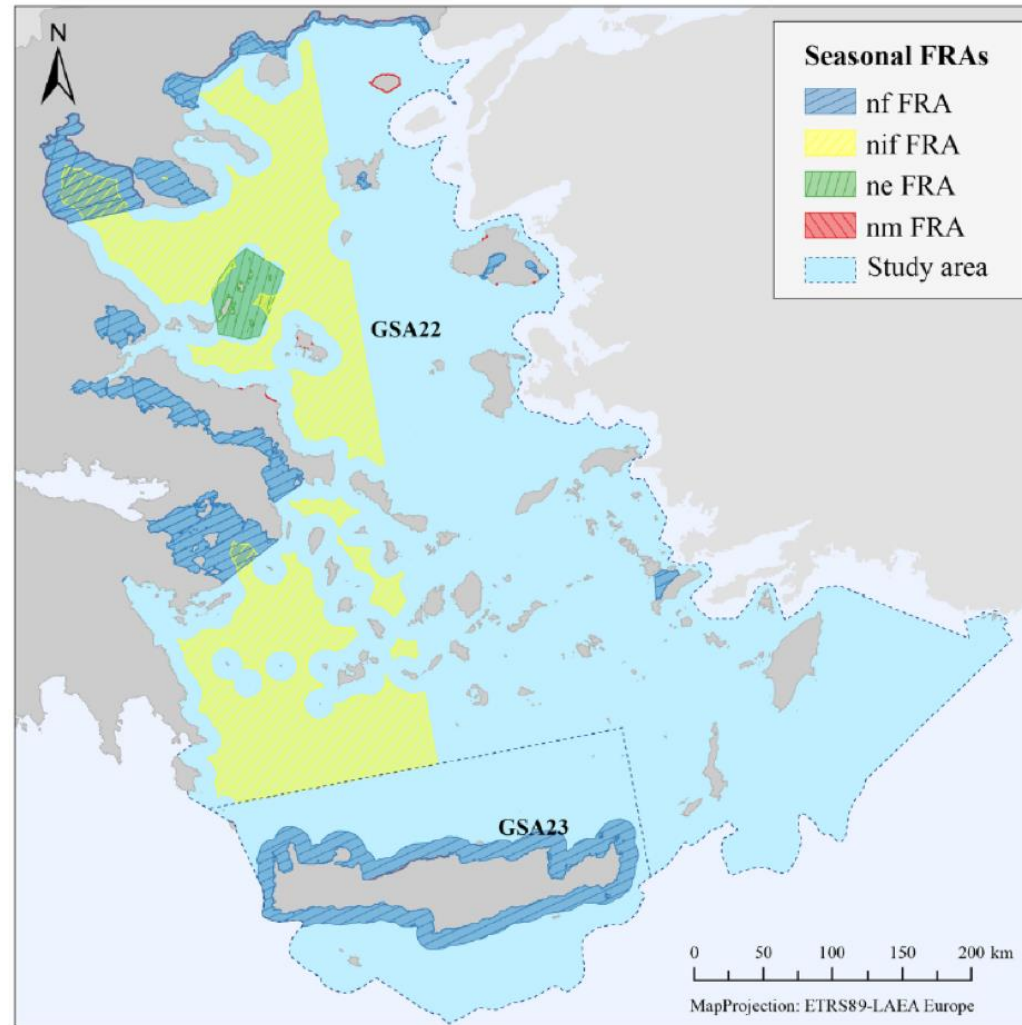 N
Seasonal FRAs
nf FRA
nif FRA
ne FRA
nm FRA
Study area
GSA22
GSA23
0 50 100 150 200 km
MapProjection: ETRS89-LAEA Europe